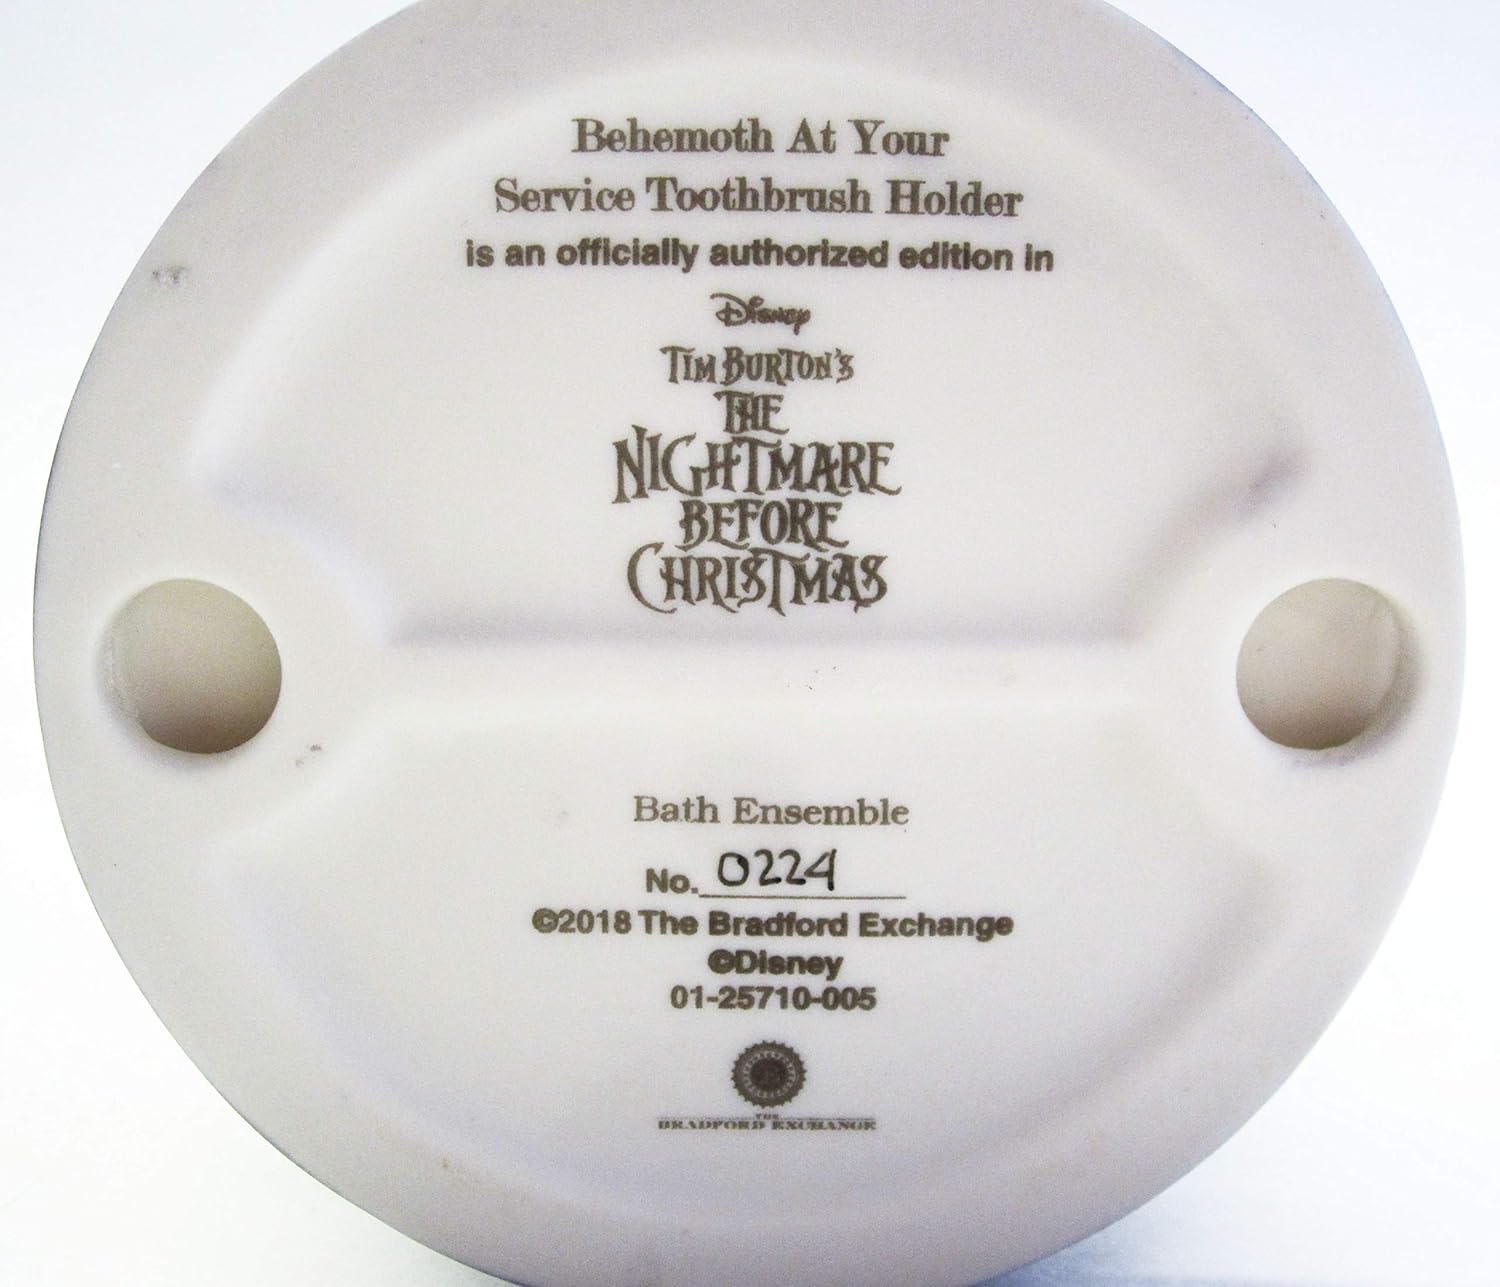 Behemoth At Your
Service Toothbrush Holder
is an officially authorized edition in
Disney
TIM BURTON'S
THE
NIGHTMARE
BEFORE
CHRISTMAS
Bath Ensemble
No. 0224
©2018 The Bradford Exchange
©Disney
01-25710-005
THE
BRADFORD EXCHANGE